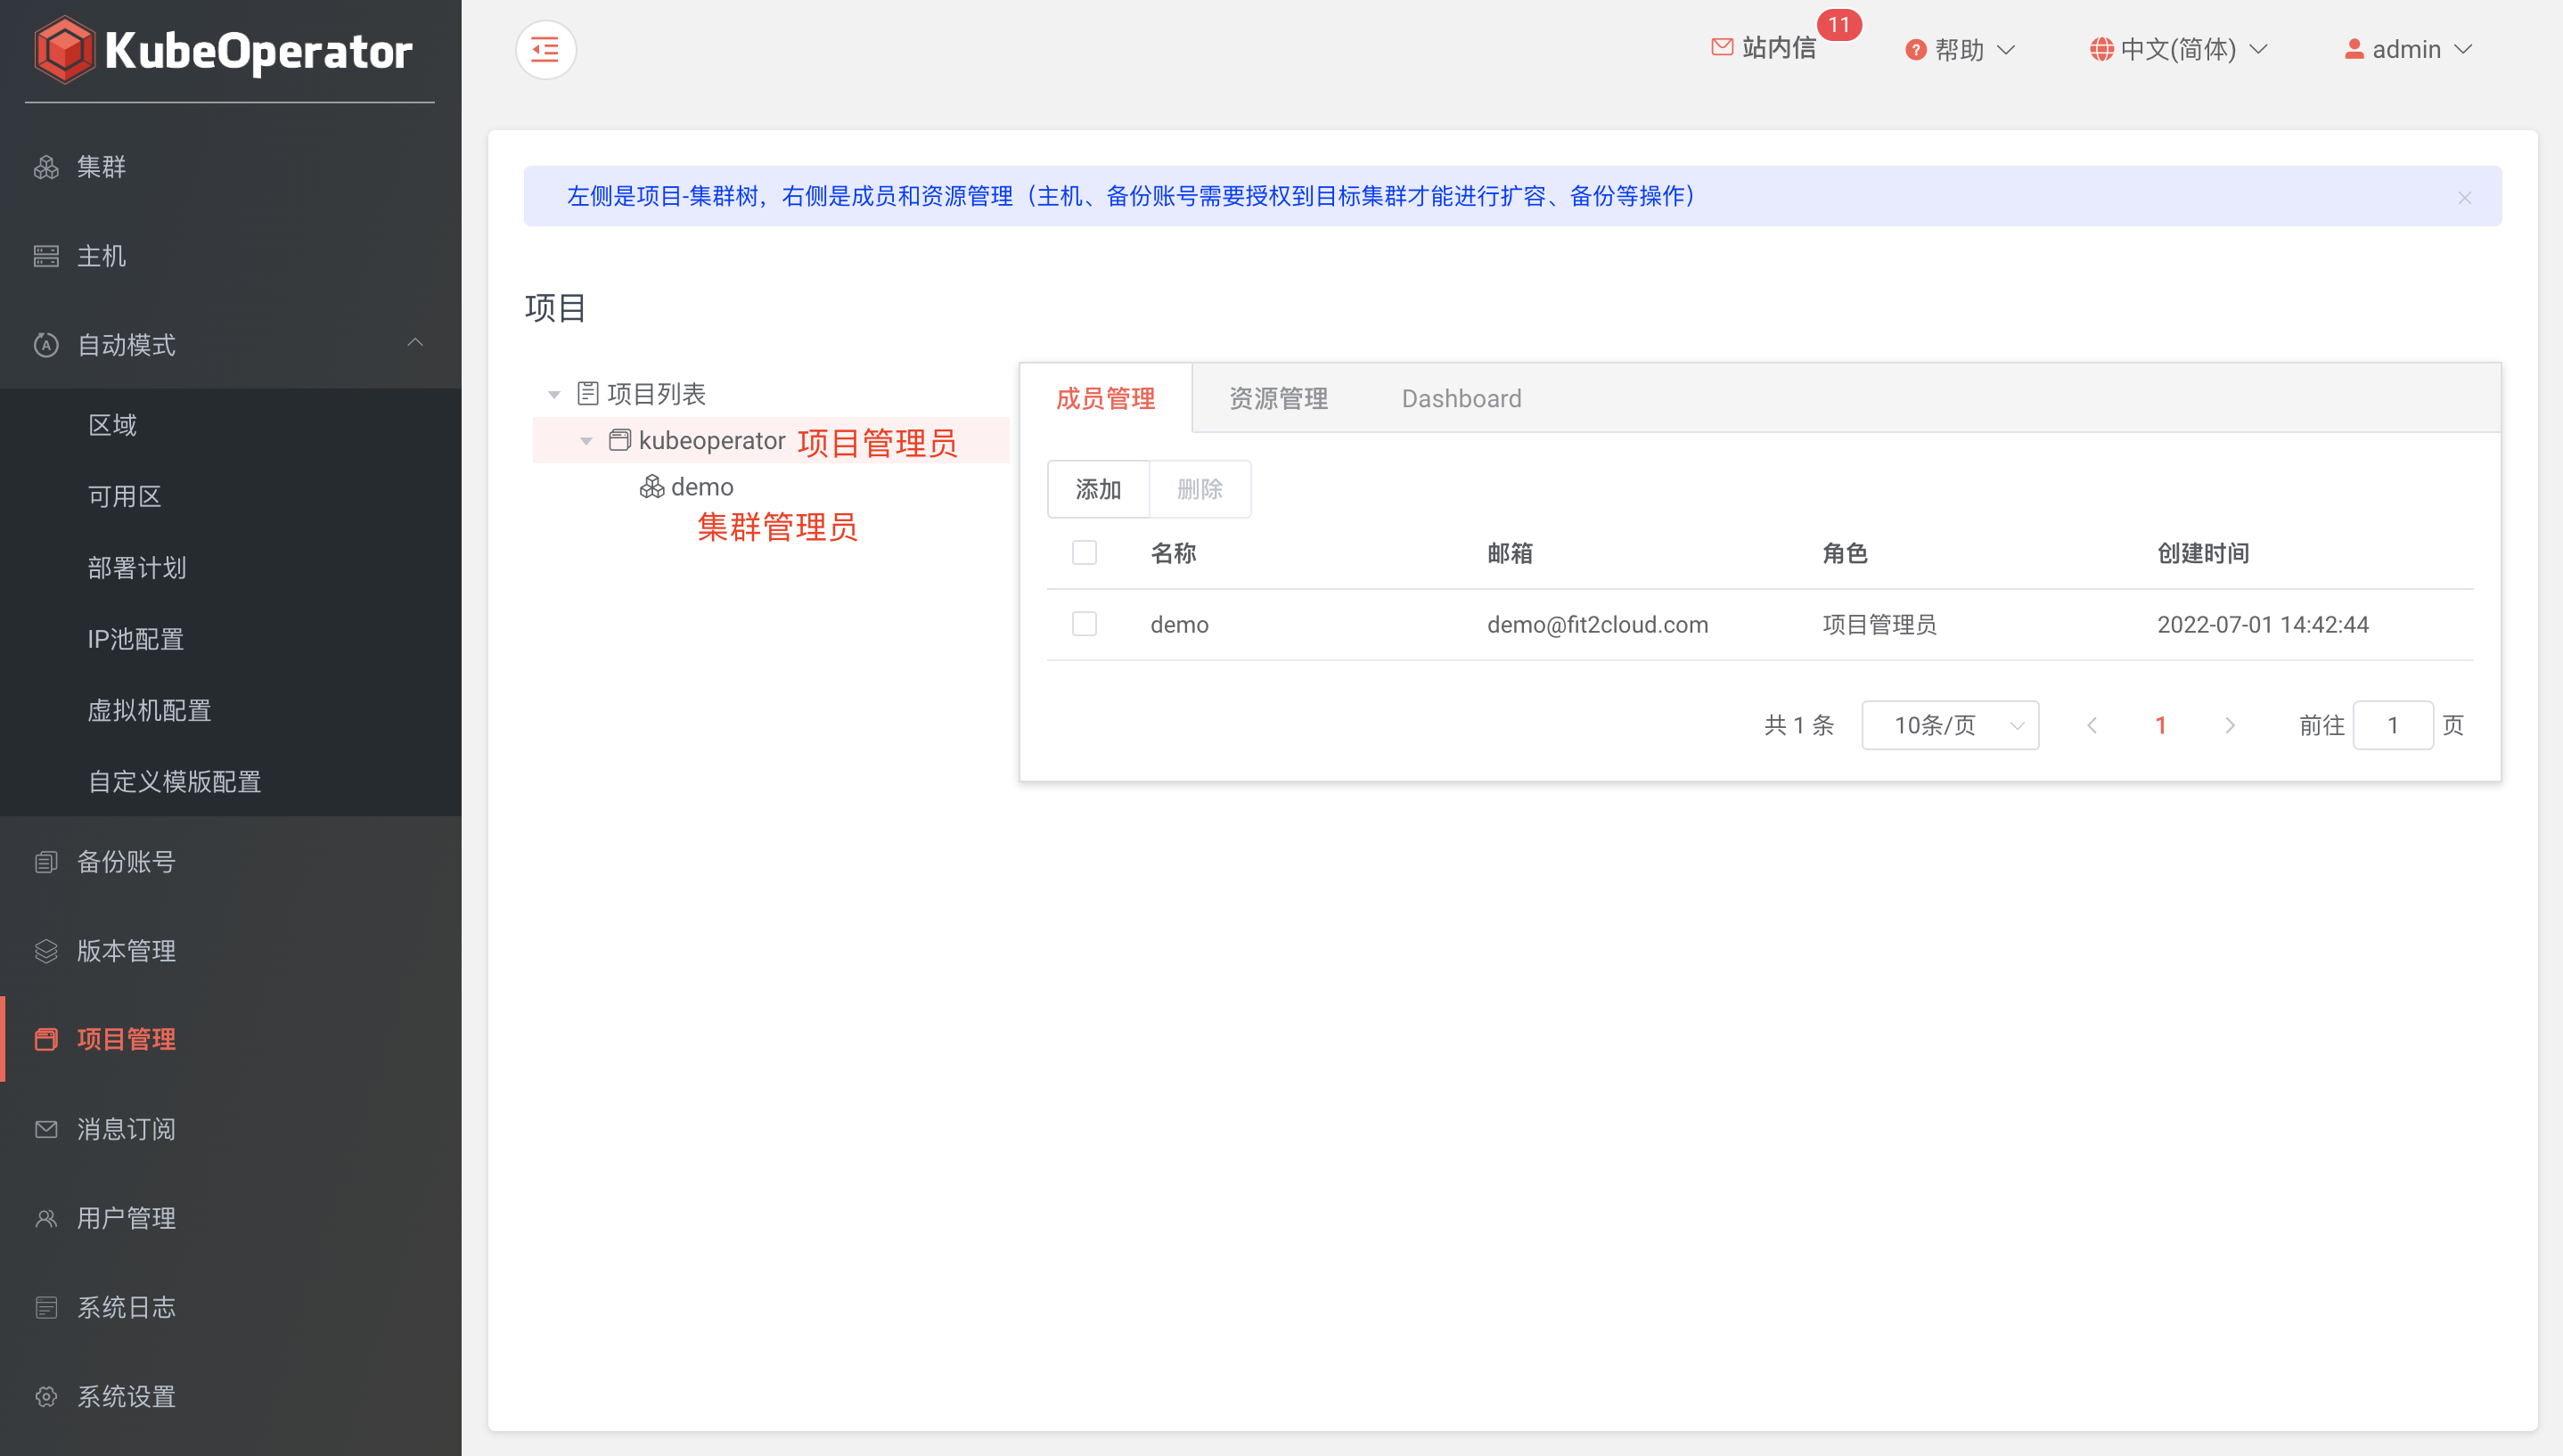 KubeOperator
集群
主机
自动模式
区域
可用区
部署计划
IP池配置
虚拟机配置
自定义模版配置
备份账号
版本管理
项目管理
消息订阅
用户管理
系统日志
系统设置
站内信 11 帮助 中文(简体) admin
左侧是项目-集群树，右侧是成员和资源管理（主机、备份账号需要授权到目标集群才能进行扩容、备份等操作）
项目
项目列表
kubeoperator 项目管理员
demo
集群管理员
成员管理 资源管理 Dashboard
添加 删除
名称 邮箱 角色 创建时间
demo demo@fit2cloud.com 项目管理员 2022-07-01 14:42:44
共 1 条 10条/页 1 前往 1 页